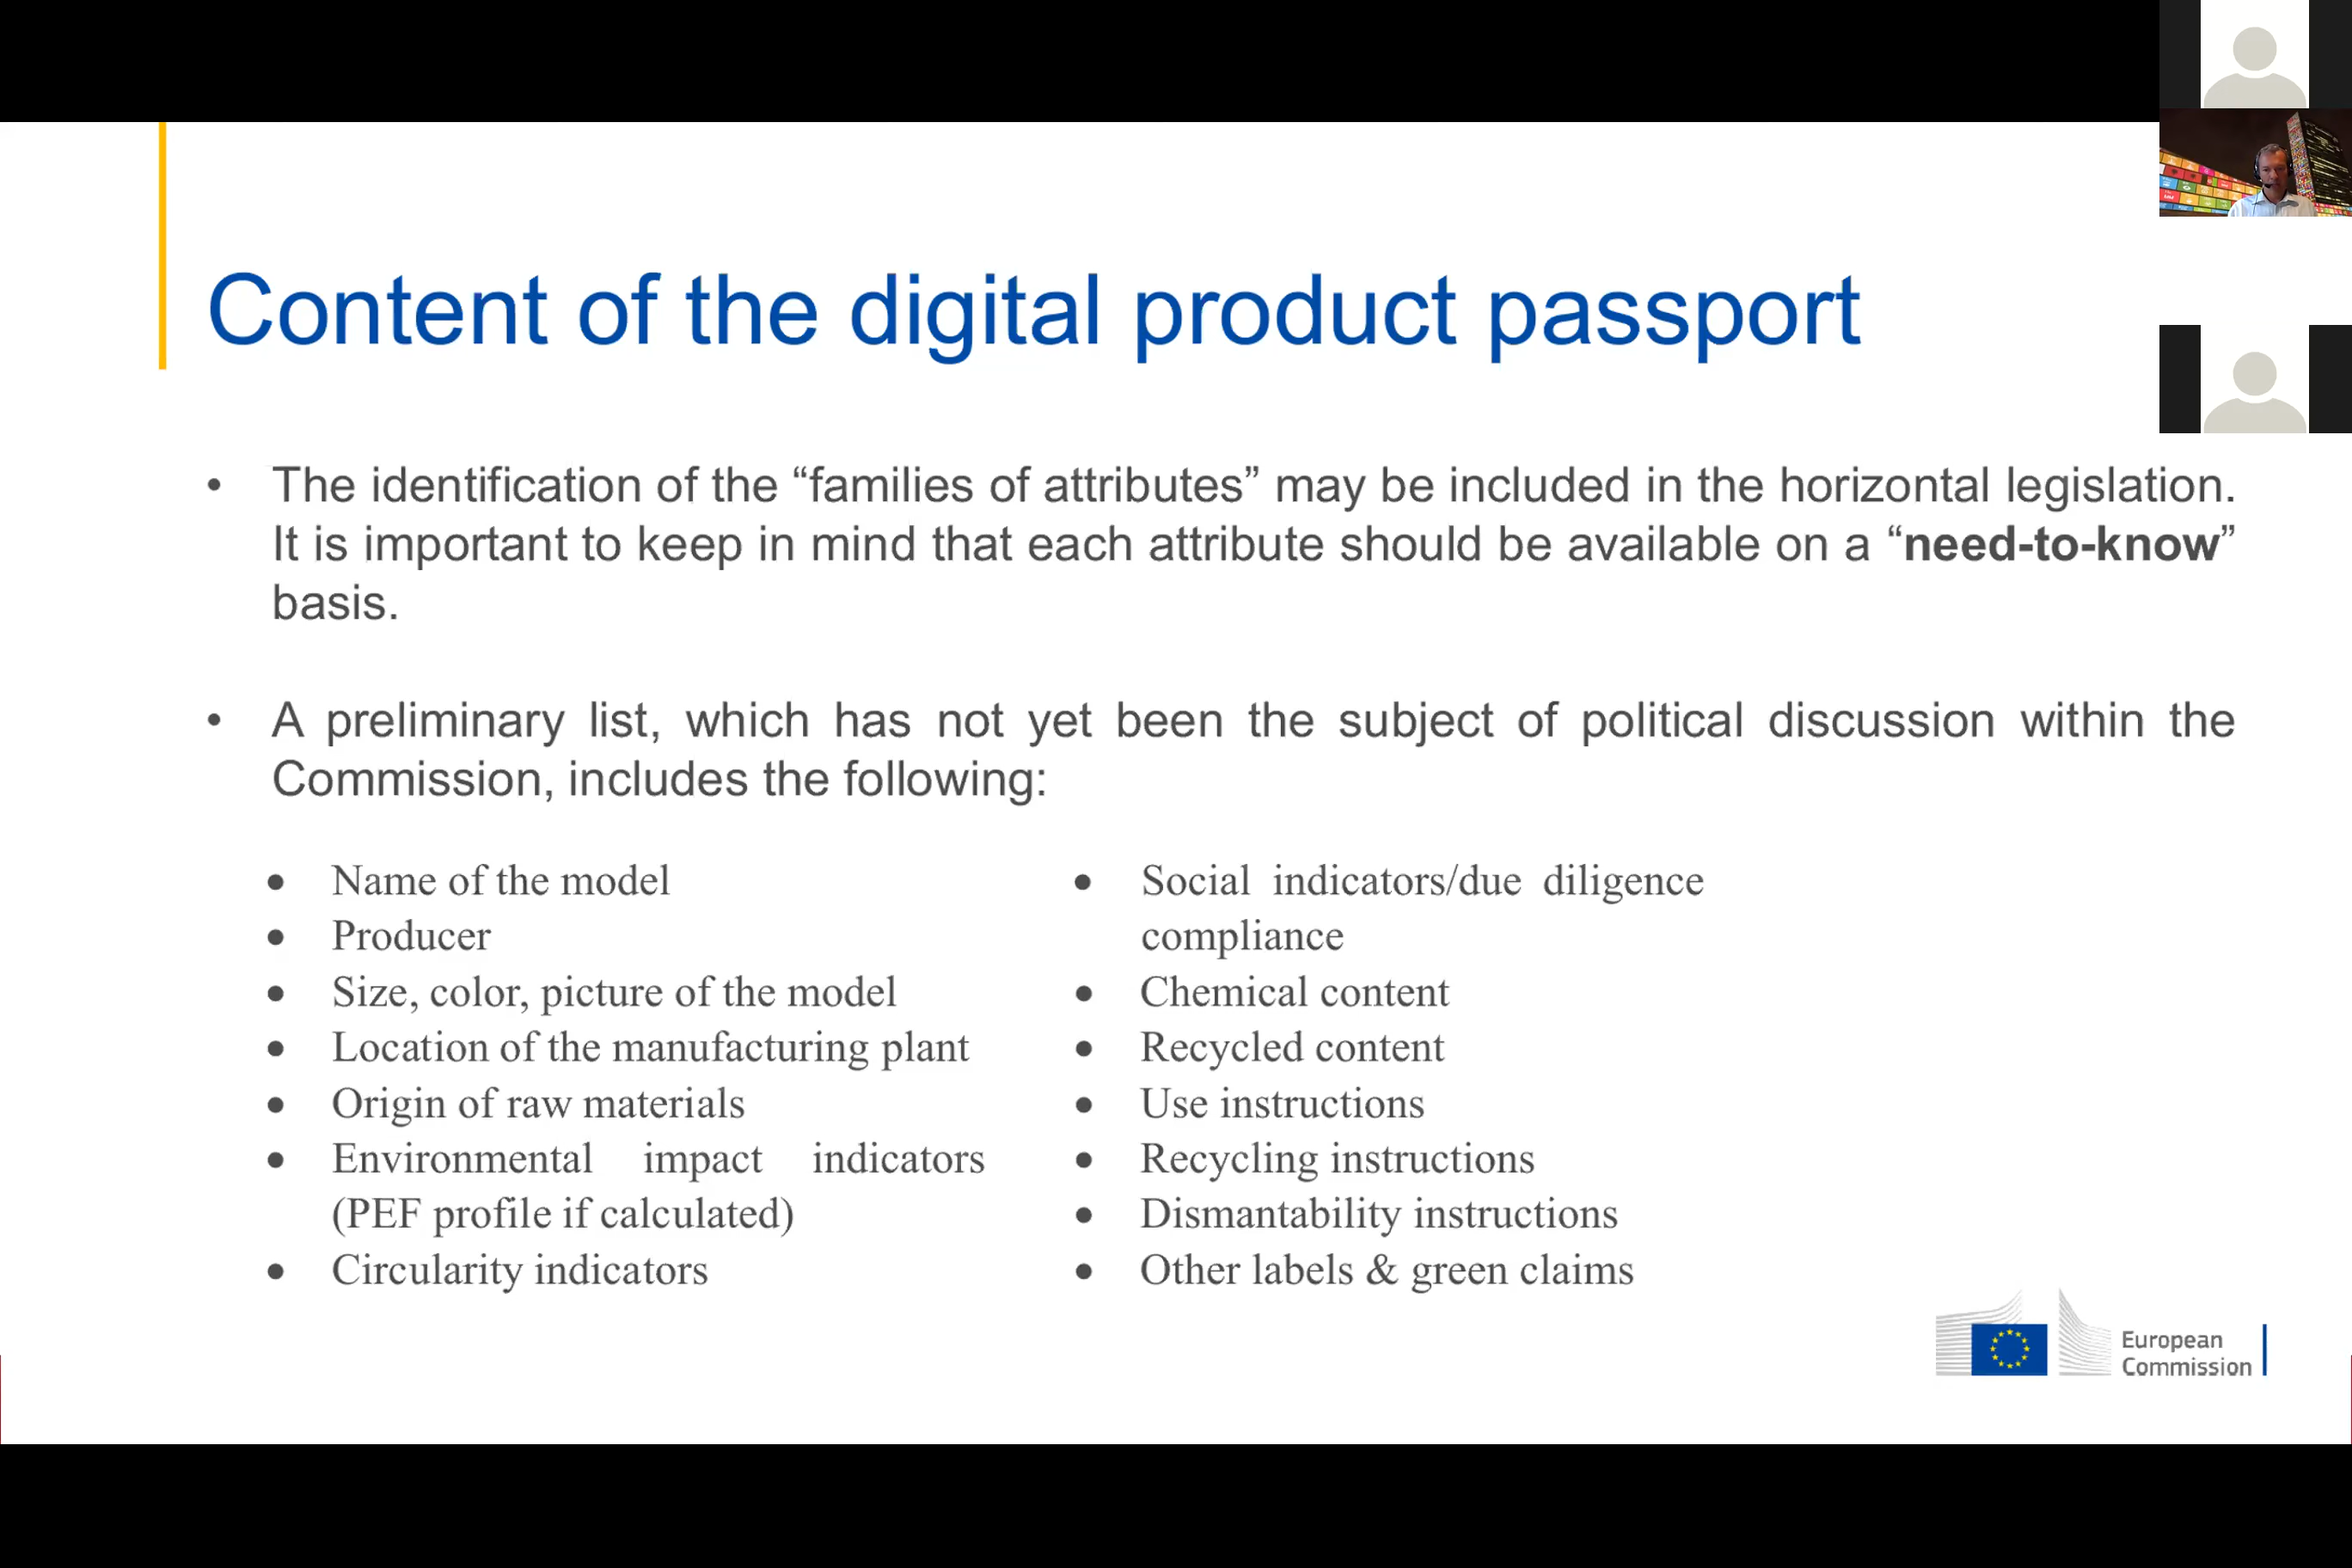 Content of the digital product passport
• The identification of the “families of attributes” may be included in the horizontal legislation.
It is important to keep in mind that each attribute should be available on a “need-to-know”
basis.
• A preliminary list, which has not yet been the subject of political discussion within the
Commission, includes the following:
• Name of the model
• Producer
• Size, color, picture of the model
• Location of the manufacturing plant
• Origin of raw materials
• Environmental impact indicators
(PEF profile if calculated)
• Circularity indicators
• Social indicators/due diligence
compliance
• Chemical content
• Recycled content
• Use instructions
• Recycling instructions
• Dismantability instructions
• Other labels & green claims
European
Commission